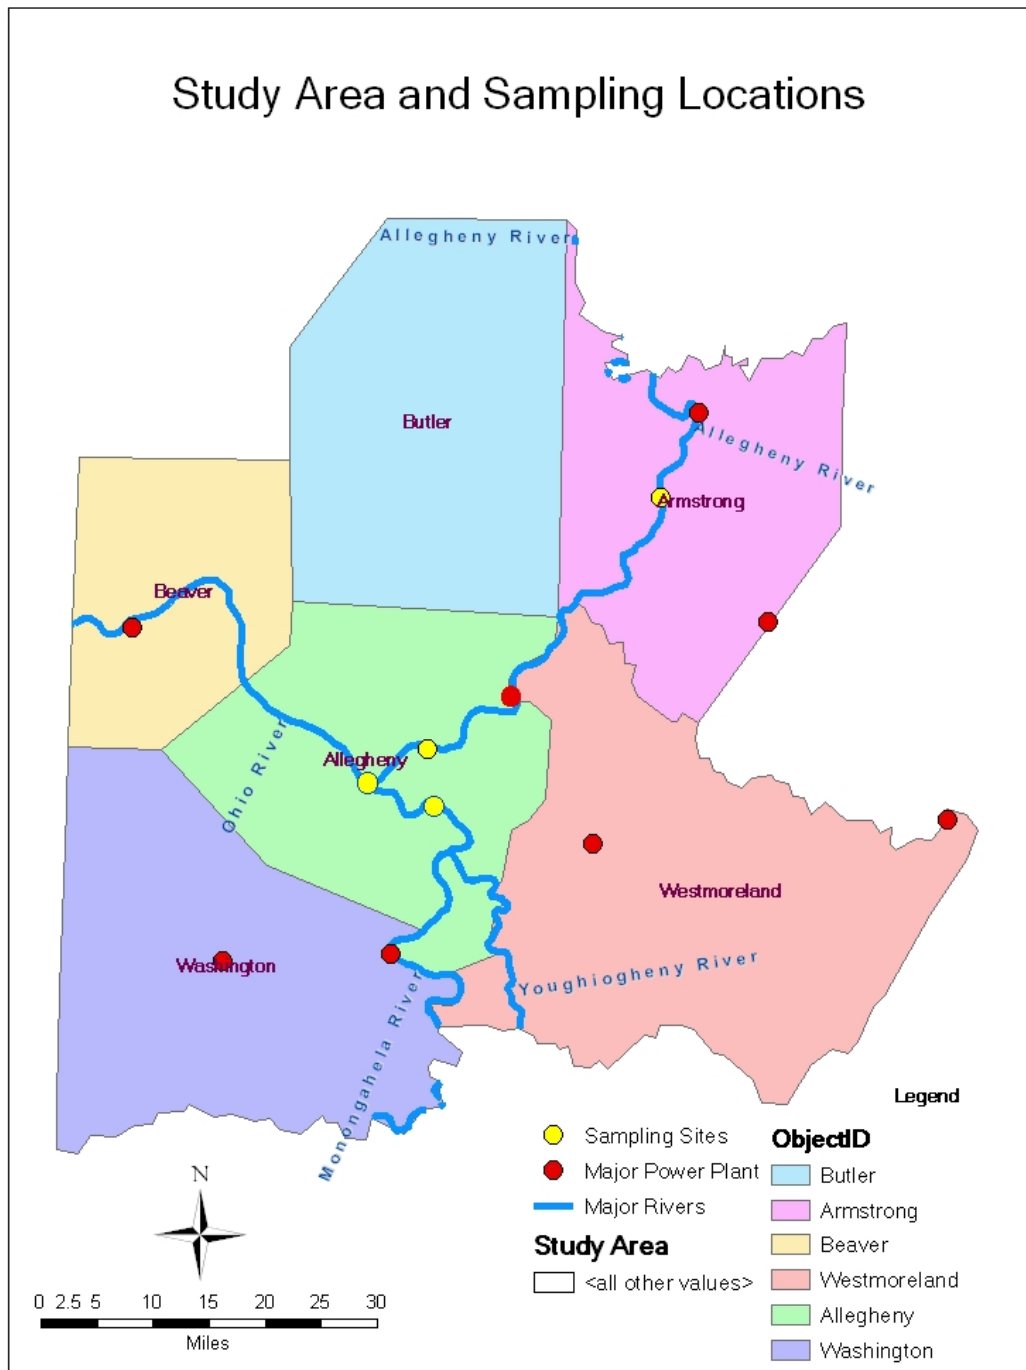 Study Area and Sampling Locations
Allegheny River
Butler
Allegheny River
Armstrong
Beaver
Allegheny
Ohio River
Westmoreland
Washington
Youghiogheny River
Monongahela River
Legend
Sampling Sites
Major Power Plant
Major Rivers
Study Area
<all other values>
ObjectID
Butler
Armstrong
Beaver
Westmoreland
Allegheny
Washington
N
0 2.5 5 10 15 20 25 30
Miles